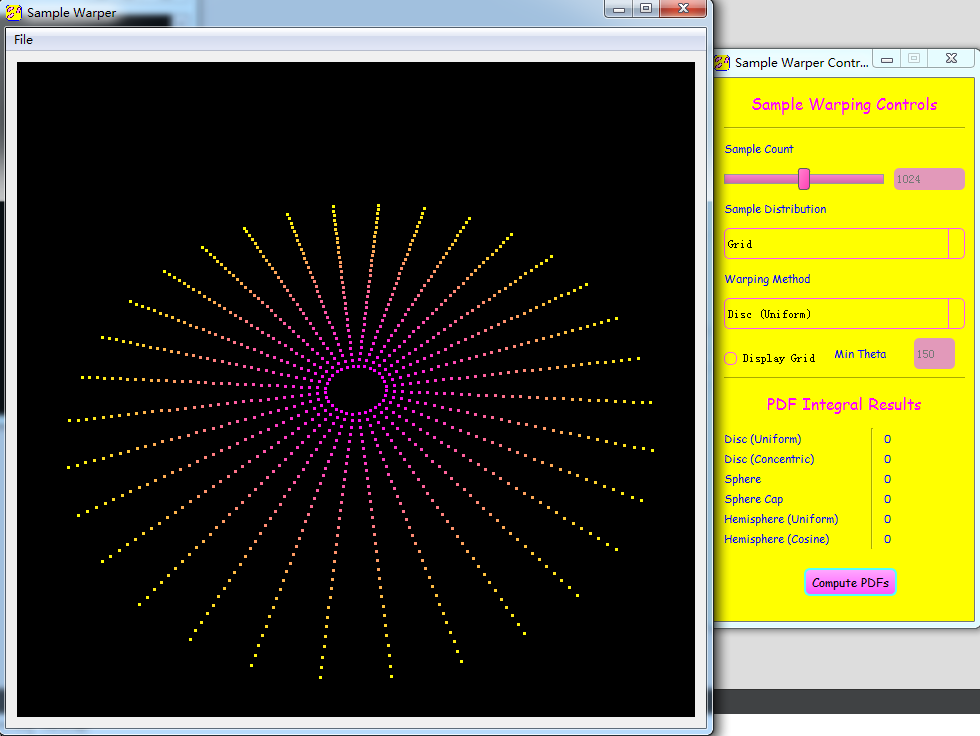 Sample Warper
File
Sample Warper Contr...
Sample Warping Controls
Sample Count
1024
Sample Distribution
Grid
Warping Method
Disc (Uniform)
Display Grid
Min Theta
150
PDF Integral Results
Disc (Uniform) 0
Disc (Concentric) 0
Sphere 0
Sphere Cap 0
Hemisphere (Uniform) 0
Hemisphere (Cosine) 0
Compute PDFs